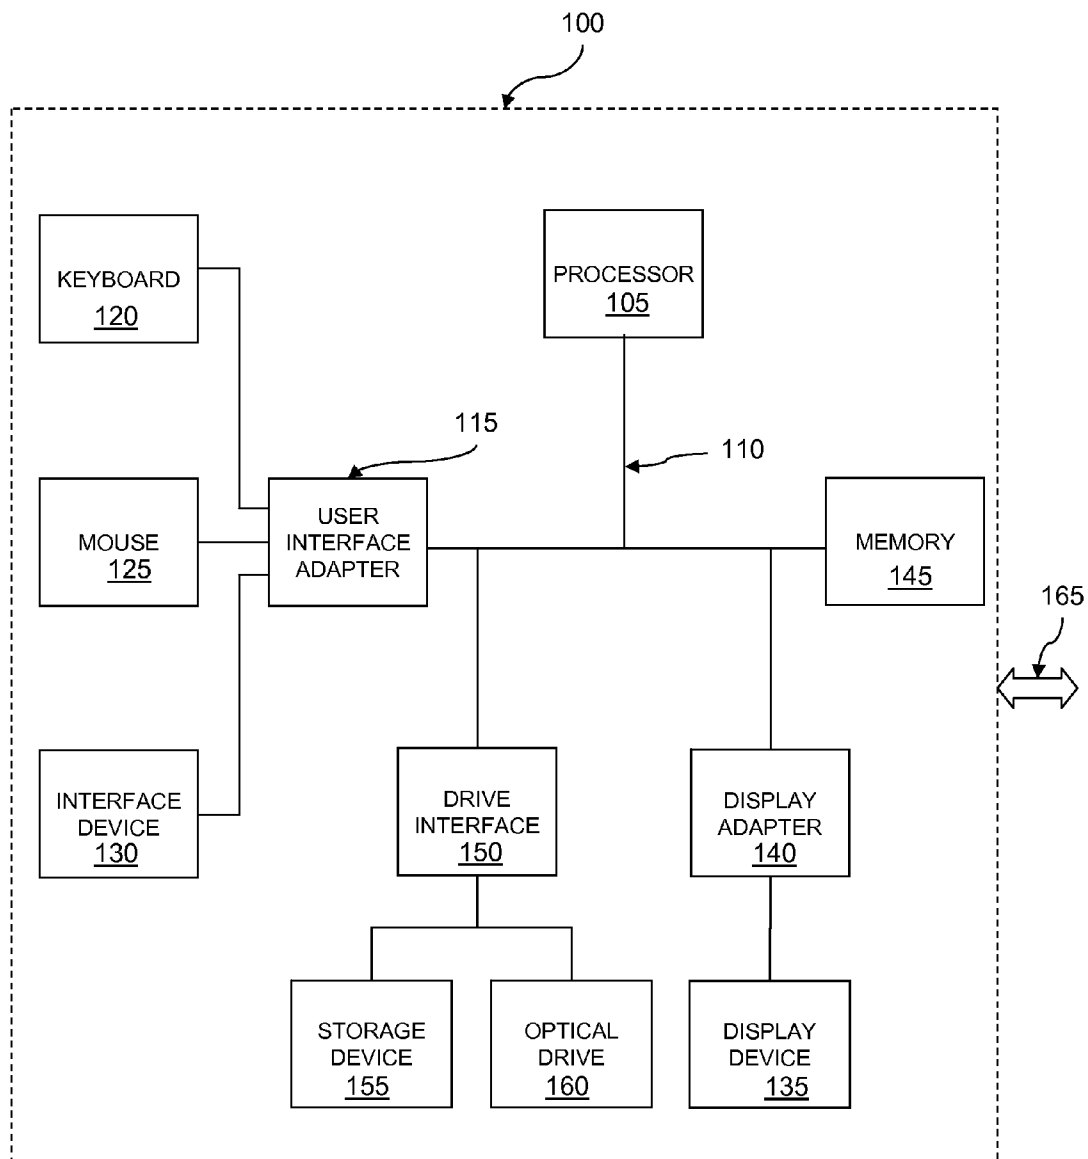 100
KEYBOARD
120
PROCESSOR
105
115
110
MOUSE
125
USER
INTERFACE
ADAPTER
MEMORY
145
165
INTERFACE
DEVICE
130
DRIVE
INTERFACE
150
DISPLAY
ADAPTER
140
STORAGE
DEVICE
155
OPTICAL
DRIVE
160
DISPLAY
DEVICE
135